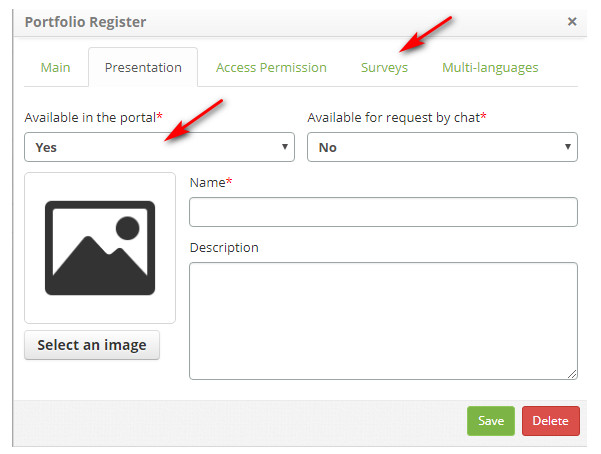 Portfolio Register ×
Main Presentation Access Permission Surveys Multi-languages
Available in the portal* Available for request by chat*
Yes No
Name*
Description
Select an image
Save Delete